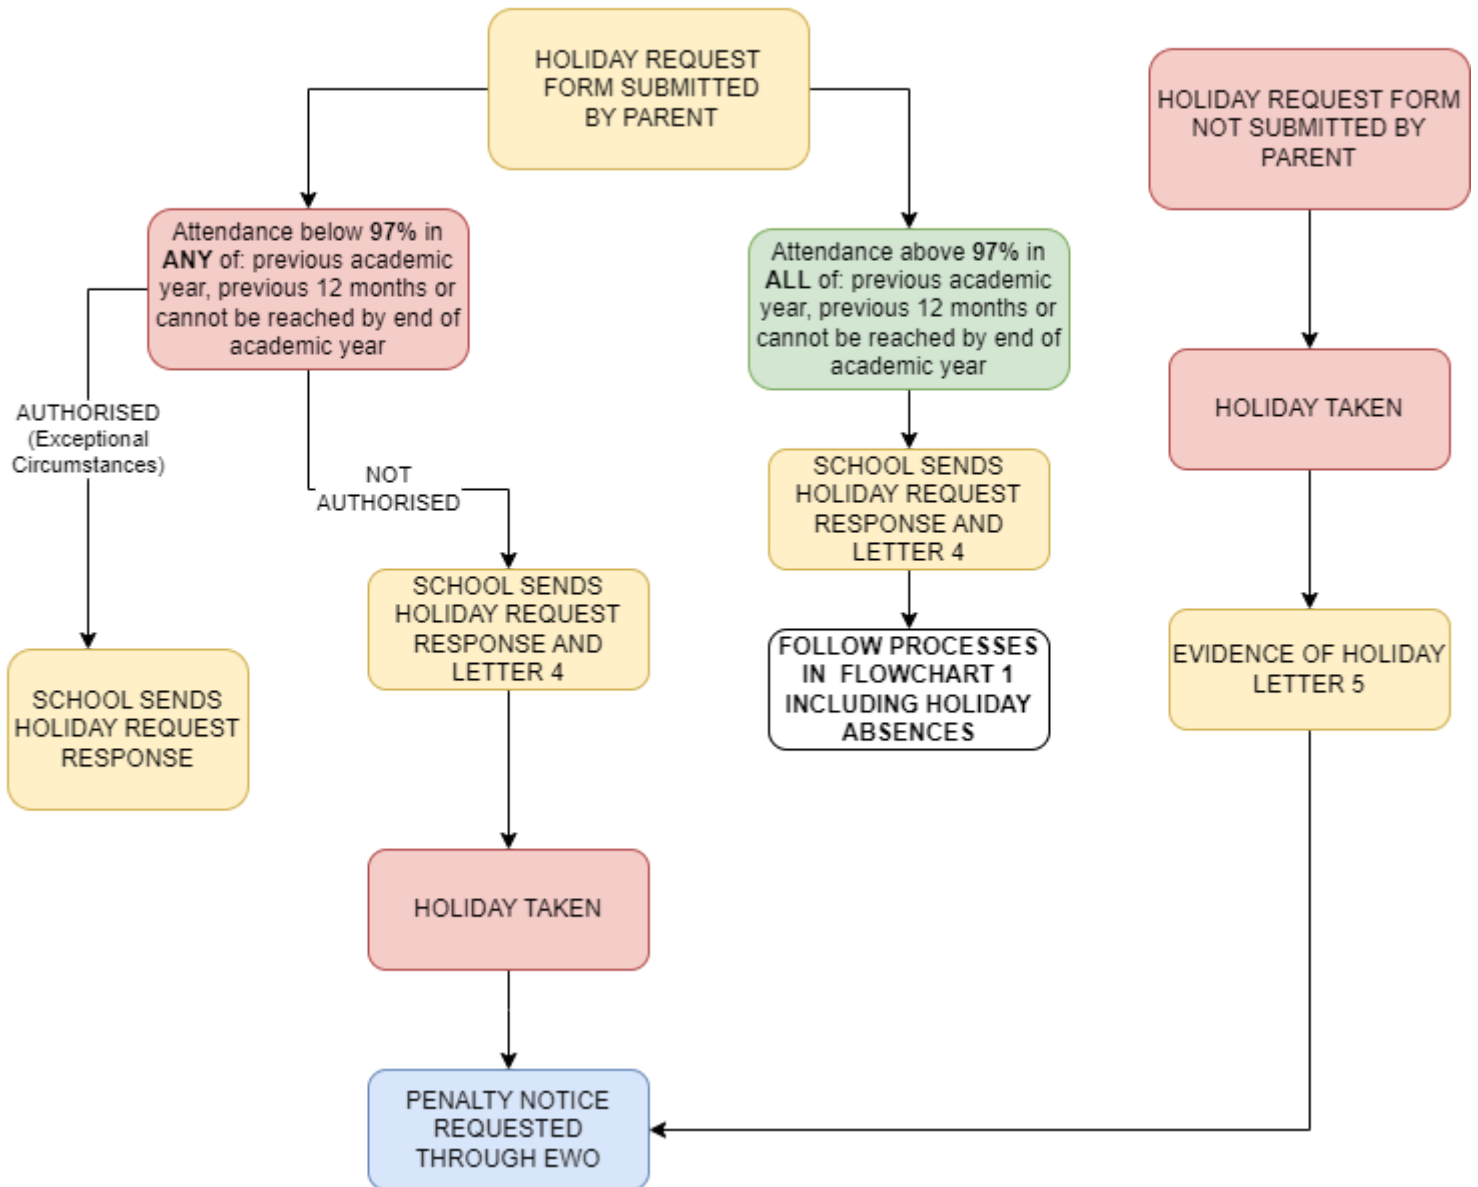 HOLIDAY REQUEST
FORM SUBMITTED
BY PARENT
HOLIDAY REQUEST FORM
NOT SUBMITTED BY
PARENT
Attendance below 97% in
ANY of: previous academic
year, previous 12 months or
cannot be reached by end of
academic year
Attendance above 97% in
ALL of: previous academic
year, previous 12 months or
cannot be reached by end of
academic year
HOLIDAY TAKEN
AUTHORISED
(Exceptional
Circumstances)
NOT
AUTHORISED
SCHOOL SENDS
HOLIDAY REQUEST
RESPONSE AND
LETTER 4
SCHOOL SENDS
HOLIDAY REQUEST
RESPONSE AND
LETTER 4
FOLLOW PROCESSES
IN FLOWCHART 1
INCLUDING HOLIDAY
ABSENCES
EVIDENCE OF HOLIDAY
LETTER 5
SCHOOL SENDS
HOLIDAY REQUEST
RESPONSE
HOLIDAY TAKEN
PENALTY NOTICE
REQUESTED
THROUGH EWO